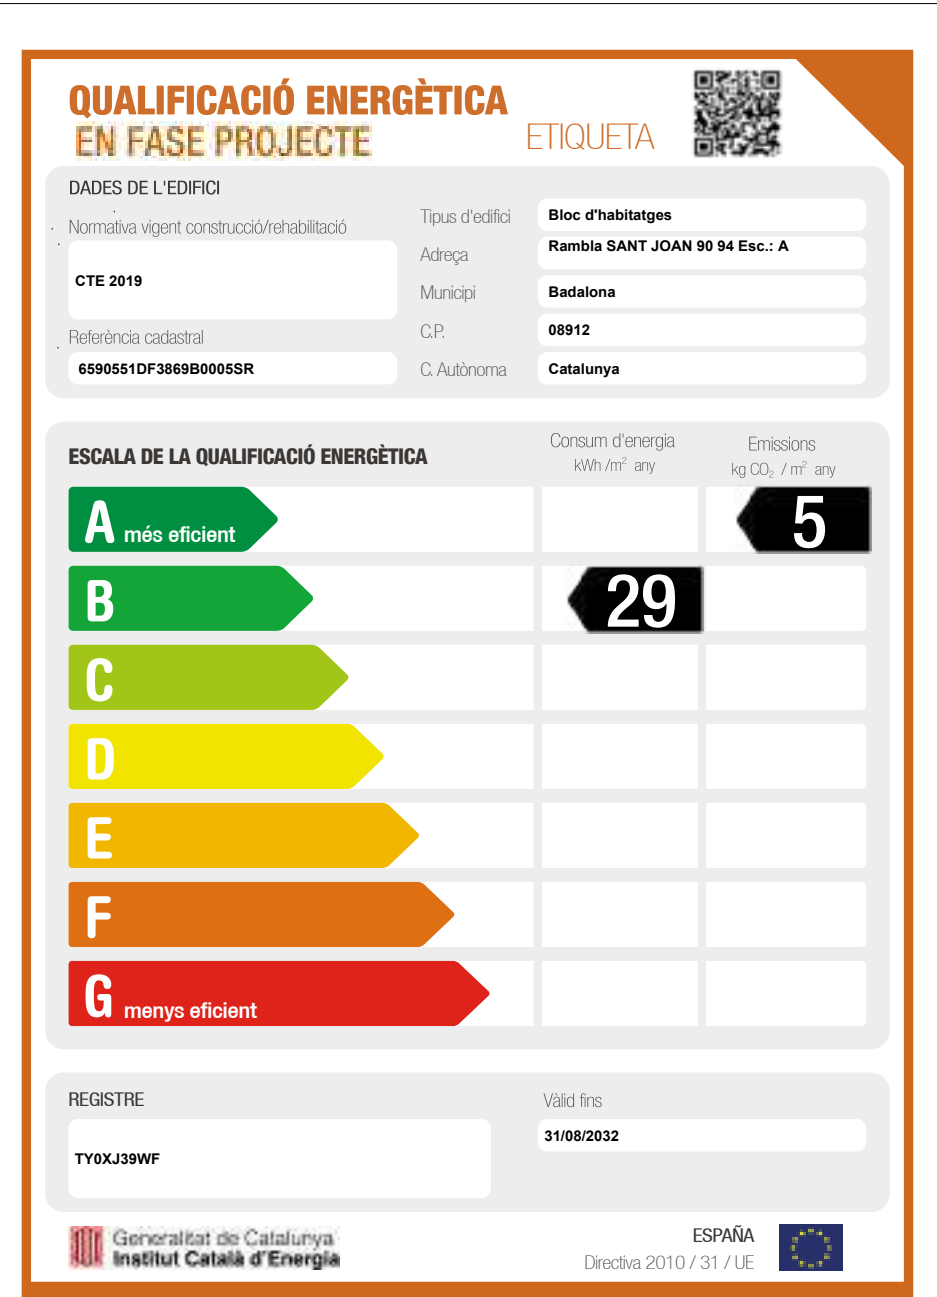 QUALIFICACIÓ ENERGÈTICA
EN FASE PROJECTE
ETIQUETA
DADES DE L'EDIFICI
Normativa vigent construcció/rehabilitació
CTE 2019
Referència cadastral
6590551DF3869B0005SR
Tipus d'edifici
Bloc d'habitatges
Adreça
Rambla SANT JOAN 90 94 Esc.: A
Municipi
Badalona
C.P.
08912
C. Autònoma
Catalunya
ESCALA DE LA QUALIFICACIÓ ENERGÈTICA
Consum d'energia
kWh /m² any
Emissions
kg CO₂ / m² any
A més eficient
5
B
29
C
D
E
F
G menys eficient
REGISTRE
TY0XJ39WF
Vàlid fins
31/08/2032
Generalitat de Catalunya
Institut Català d'Energia
ESPAÑA
Directiva 2010 / 31 / UE